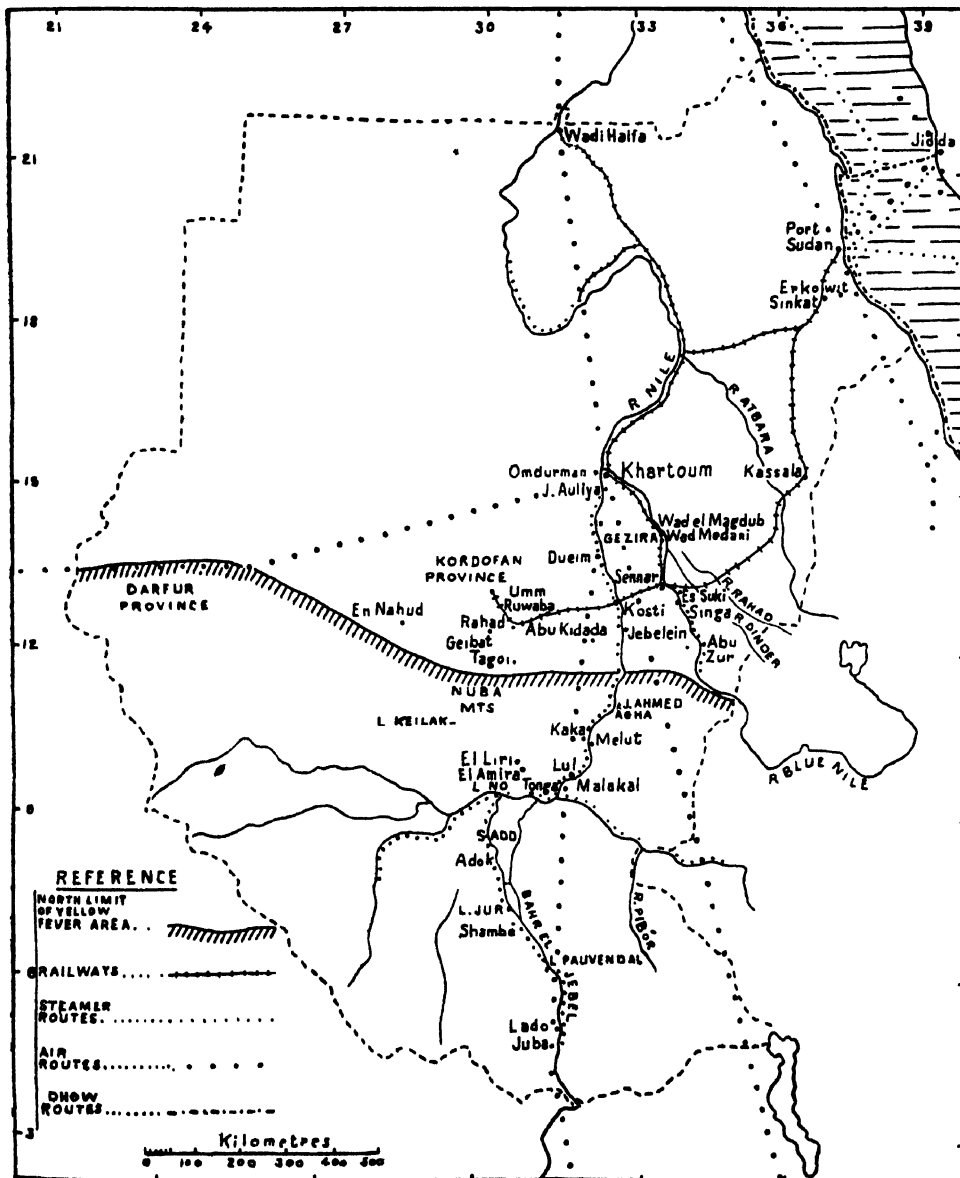 21 24 27 30 33 36 39
Wadi Halfa
Jidda
21
Port
Sudan
Erkowit
Sinkat
18
R NILE
R ATBARA
Omdurman
Khartoum
Kassala
15
J. Auliya
Wad el Magdub
GEZIRA
Wad Medani
Dueim
KORDOFAN
PROVINCE
Sennar
DARFUR
PROVINCE
Umm
Ruwaba
Es Suki
R. RAHAD
En Nahud
Rahad
Kosti
Singa
R DINDER
Abu Kidada
Jebelein
12
Geibat
Abu
Zur
Tagoi
NUBA
MTS
L KEILAK
J. AHMED
AGHA
Kaka
Melut
El Liri
El Amira
Lul
R BLUE NILE
L NO
Tonga
Malakal
9
SADD
Adok
REFERENCE
NORTH LIMIT
OF YELLOW
FEVER AREA
L. JUR
Shambe
BAHR EL JEBEL
R. PIBOR
L PAUVENDAL
6
RAILWAYS
STEAMER
ROUTES
Lado
Juba
AIR
ROUTES
DHOW
ROUTES
3
Kilometres
0 100 200 300 400 500